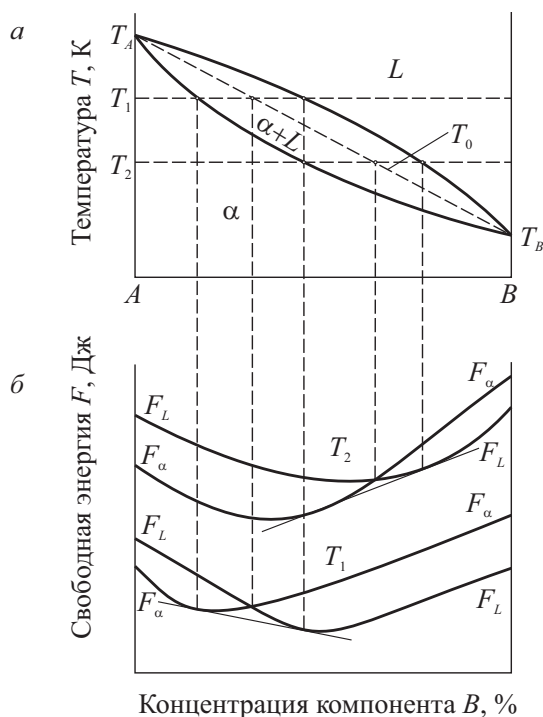 а
Температура T, К
T_A
T_1
T_2
L
α+L
T_0
α
T_B
A
B
б
Свободная энергия F, Дж
F_L
F_α
F_L
F_α
T_2
F_α
F_L
T_1
F_α
F_L
Концентрация компонента B, %